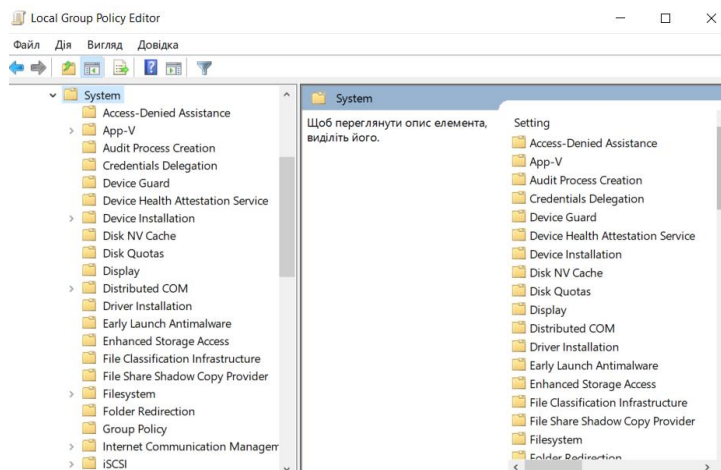 Local Group Policy Editor
Файл Дія Вигляд Довідка
System
Access-Denied Assistance
App-V
Audit Process Creation
Credentials Delegation
Device Guard
Device Health Attestation Service
Device Installation
Disk NV Cache
Disk Quotas
Display
Distributed COM
Driver Installation
Early Launch Antimalware
Enhanced Storage Access
File Classification Infrastructure
File Share Shadow Copy Provider
Filesystem
Folder Redirection
Group Policy
Internet Communication Managem
iSCSI
System
Щоб переглянути опис елемента,
виділіть його.
Setting
Access-Denied Assistance
App-V
Audit Process Creation
Credentials Delegation
Device Guard
Device Health Attestation Service
Device Installation
Disk NV Cache
Disk Quotas
Display
Distributed COM
Driver Installation
Early Launch Antimalware
Enhanced Storage Access
File Classification Infrastructure
File Share Shadow Copy Provider
Filesystem
Folder Redirection